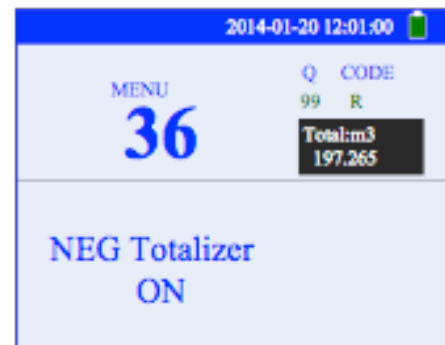 2014-01-20 12:01:00
MENU
36
Q CODE
99 R
Total:m3
197.265
NEG Totalizer
ON